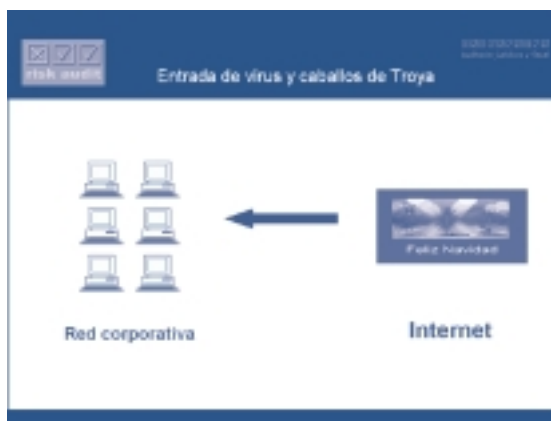 risk audit
Entrada de virus y caballos de Troya
Feliz Navidad
Red corporativa
Internet